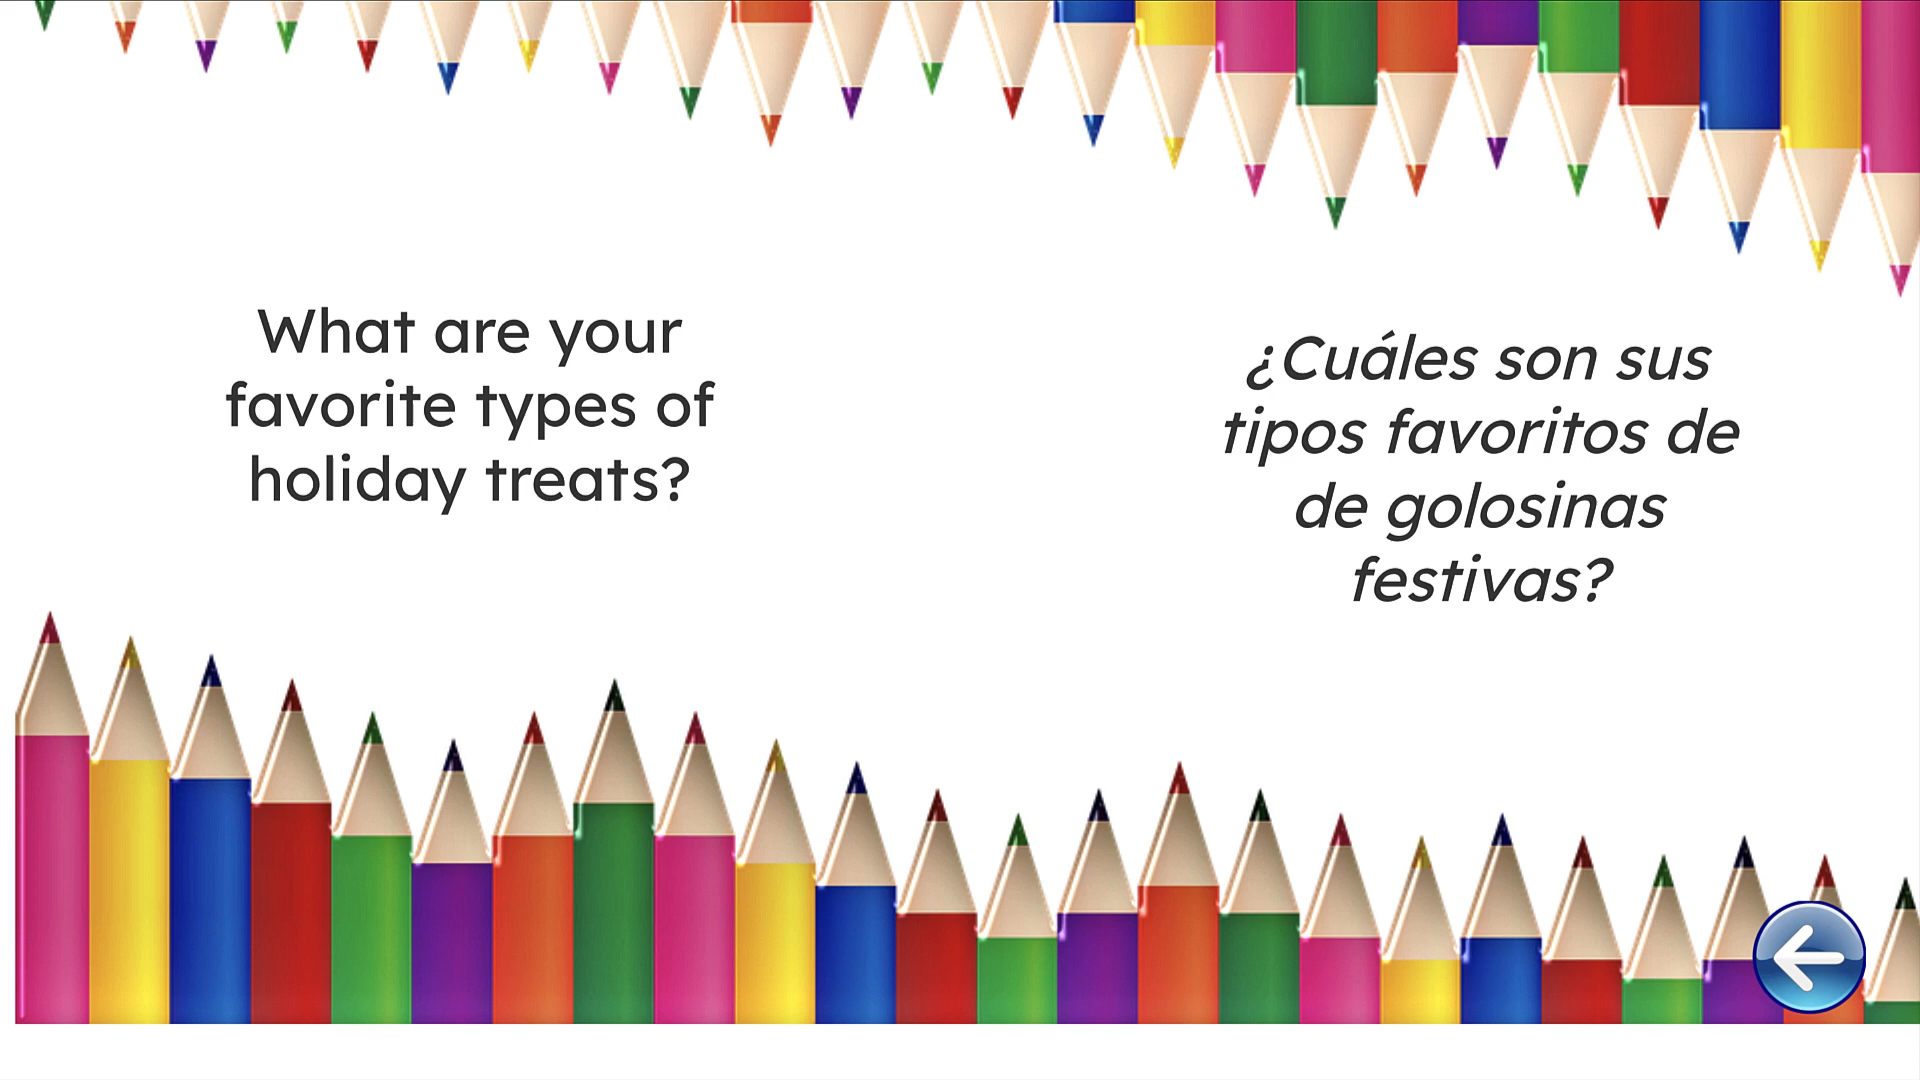 What are your
favorite types of
holiday treats?
¿Cuáles son sus
tipos favoritos de
de golosinas
festivas?